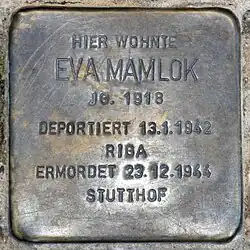 HIER WOHNTE
EVA MAMLOK
JG. 1918
DEPORTIERT 13.1.1942
RIGA
ERMORDET 23.12.1944
STUTTHOF